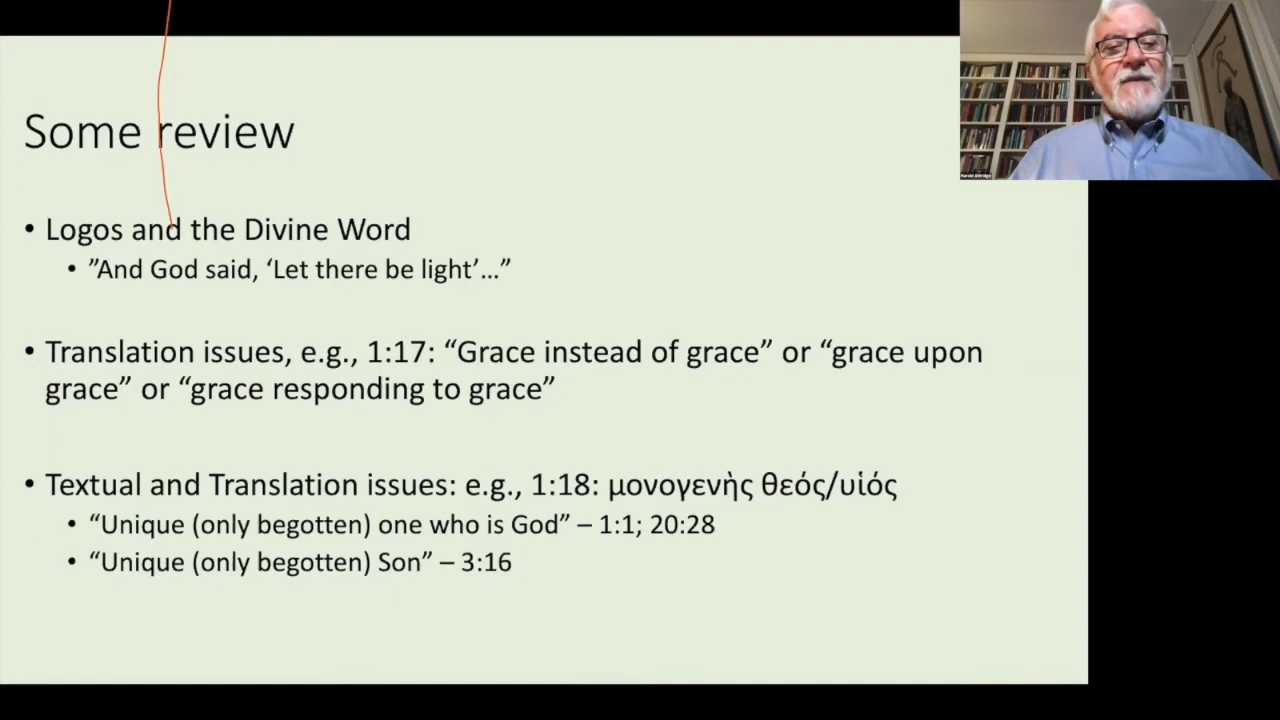 Some review
• Logos and the Divine Word
• ”And God said, ‘Let there be light’…”
• Translation issues, e.g., 1:17: “Grace instead of grace” or “grace upon
grace” or “grace responding to grace”
• Textual and Translation issues: e.g., 1:18: μονογενὴς θεός/υἱός
• “Unique (only begotten) one who is God” – 1:1; 20:28
• “Unique (only begotten) Son” – 3:16
Harold Attridge